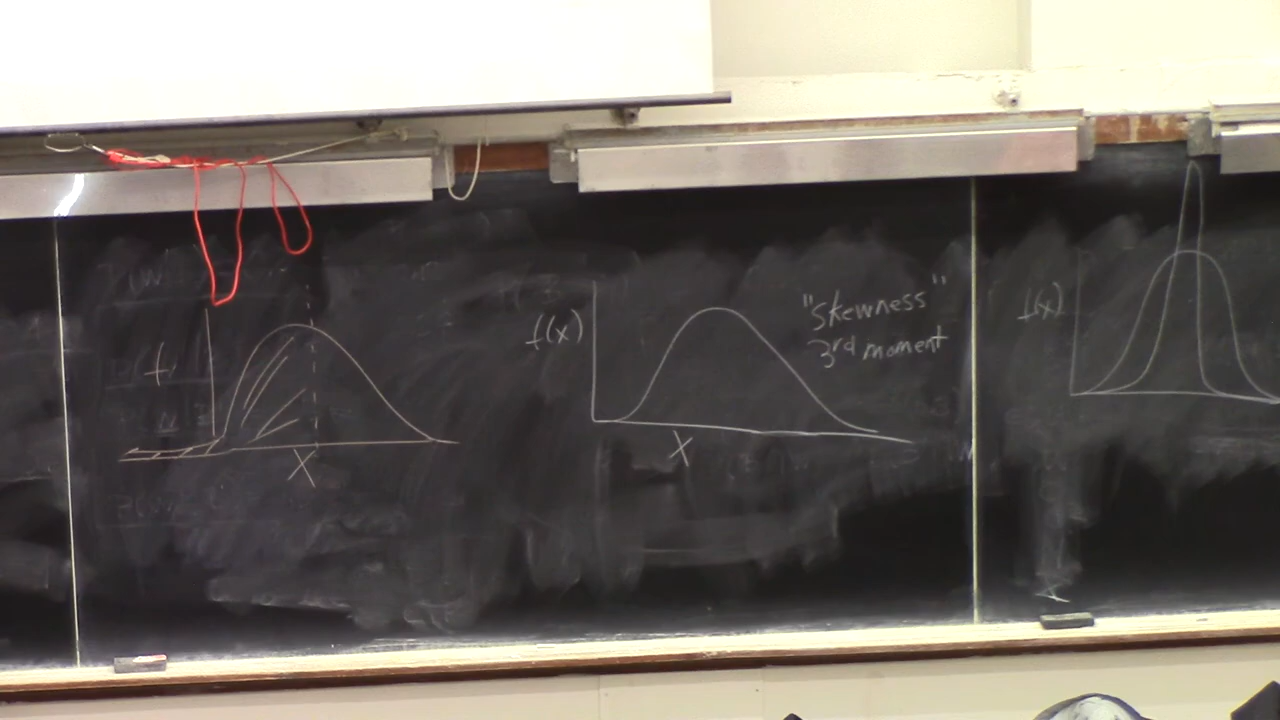 f
X
f(x)
X
"Skewness"
3rd moment
f(x)